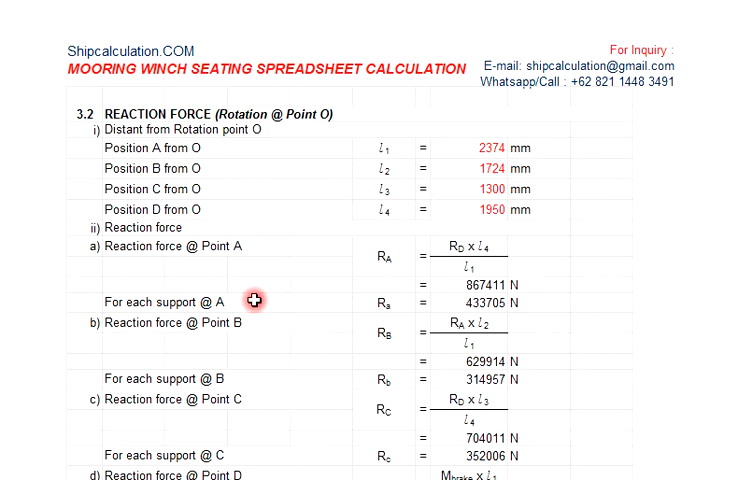 Shipcalculation.COM
For Inquiry :
MOORING WINCH SEATING SPREADSHEET CALCULATION
E-mail: shipcalculation@gmail.com
Whatsapp/Call : +62 821 1448 3491
3.2 REACTION FORCE (Rotation @ Point O)
i) Distant from Rotation point O
Position A from O l1 = 2374 mm
Position B from O l2 = 1724 mm
Position C from O l3 = 1300 mm
Position D from O l4 = 1950 mm
ii) Reaction force
a) Reaction force @ Point A RA = RD x l4
l1
= 867411 N
For each support @ A Ra = 433705 N
b) Reaction force @ Point B RB = RA x l2
l1
= 629914 N
For each support @ B Rb = 314957 N
c) Reaction force @ Point C RC = RD x l3
l4
= 704011 N
For each support @ C Rc = 352006 N
d) Reaction force @ Point D Mbrake x l1